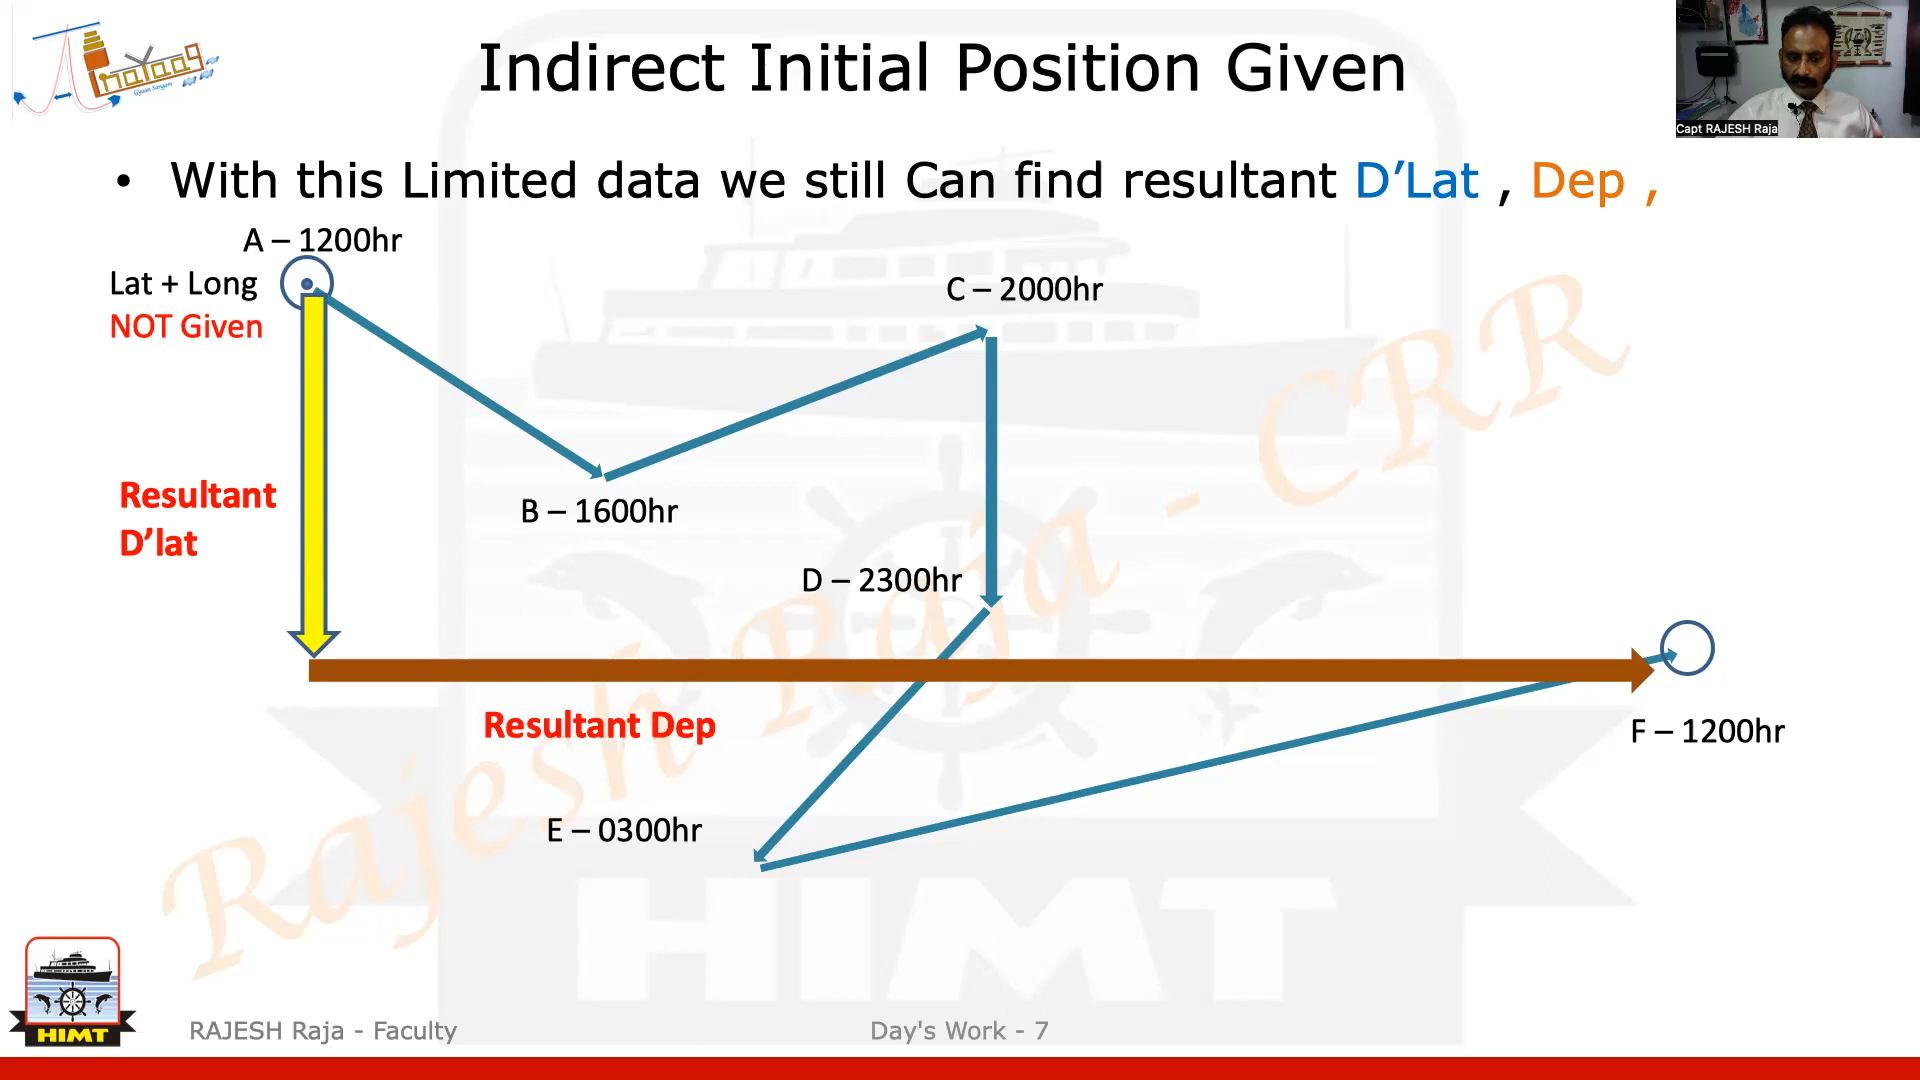 Indirect Initial Position Given
Capt RAJESH Raja
• With this Limited data we still Can find resultant D’Lat , Dep ,
A – 1200hr
Lat + Long
NOT Given
C – 2000hr
Resultant
D’lat
B – 1600hr
D – 2300hr
Resultant Dep
F – 1200hr
E – 0300hr
Rajesh Raja - CRR
HIMT
HIMT
RAJESH Raja - Faculty
Day's Work - 7